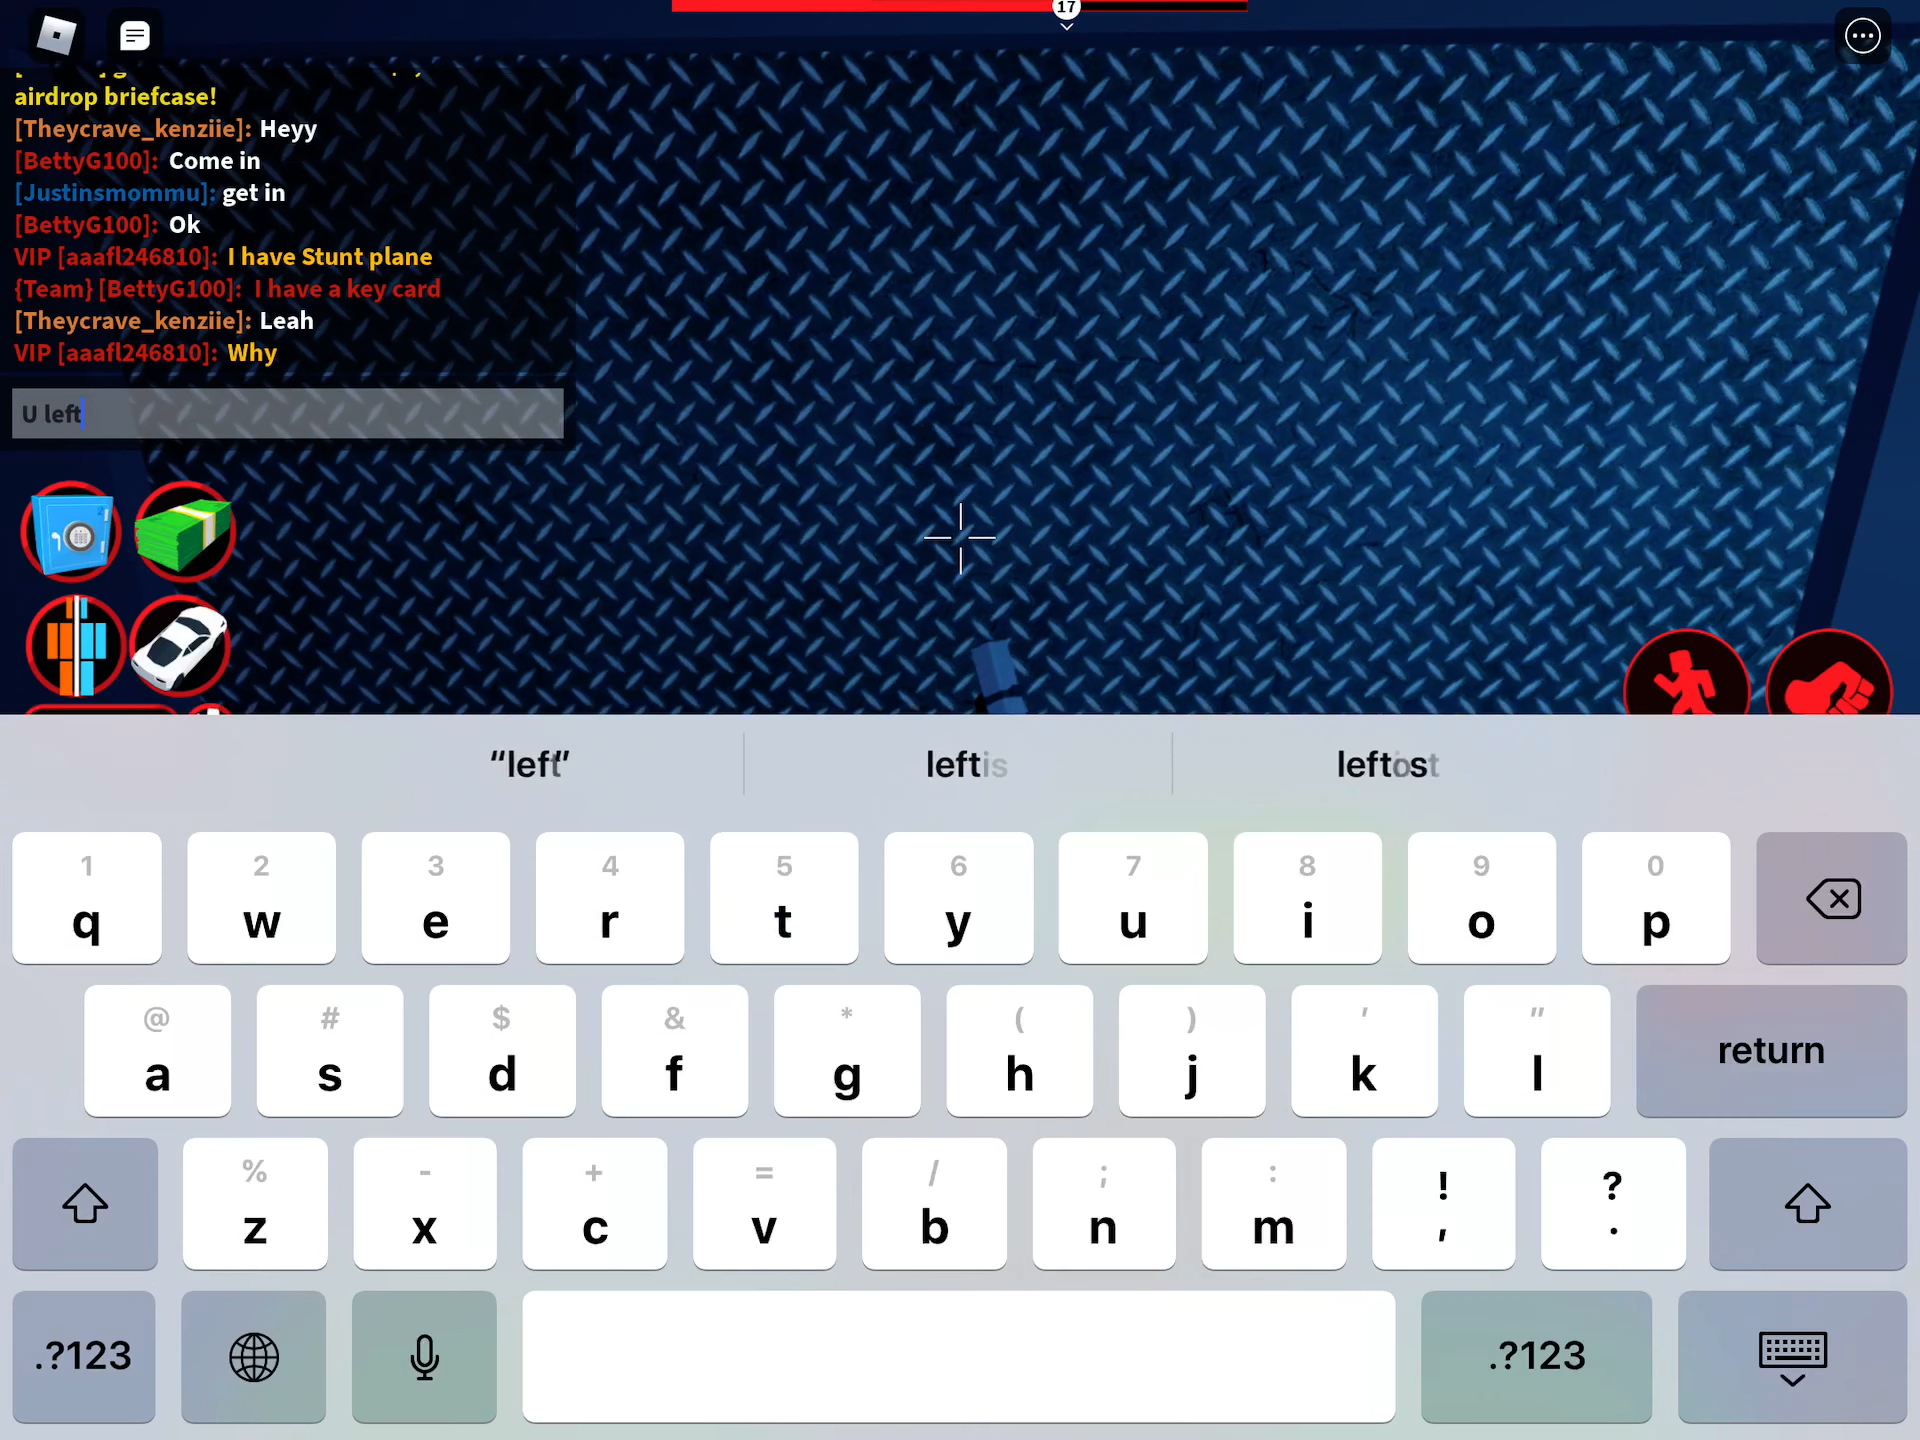 17
airdrop briefcase!
[Theycrave_kenziie]: Heyy
[BettyG100]: Come in
[Justinsmommu]: get in
[BettyG100]: Ok
VIP [aaafl246810]: I have Stunt plane
{Team} [BettyG100]: I have a key card
[Theycrave_kenziie]: Leah
VIP [aaafl246810]: Why
U left
“left” leftis leftost
1 2 3 4 5 6 7 8 9 0
q w e r t y u i o p
@ # $ & * ( ) ' "
a s d f g h j k l return
% - + = / ; : ! ?
z x c v b n m , .
.?123 .?123